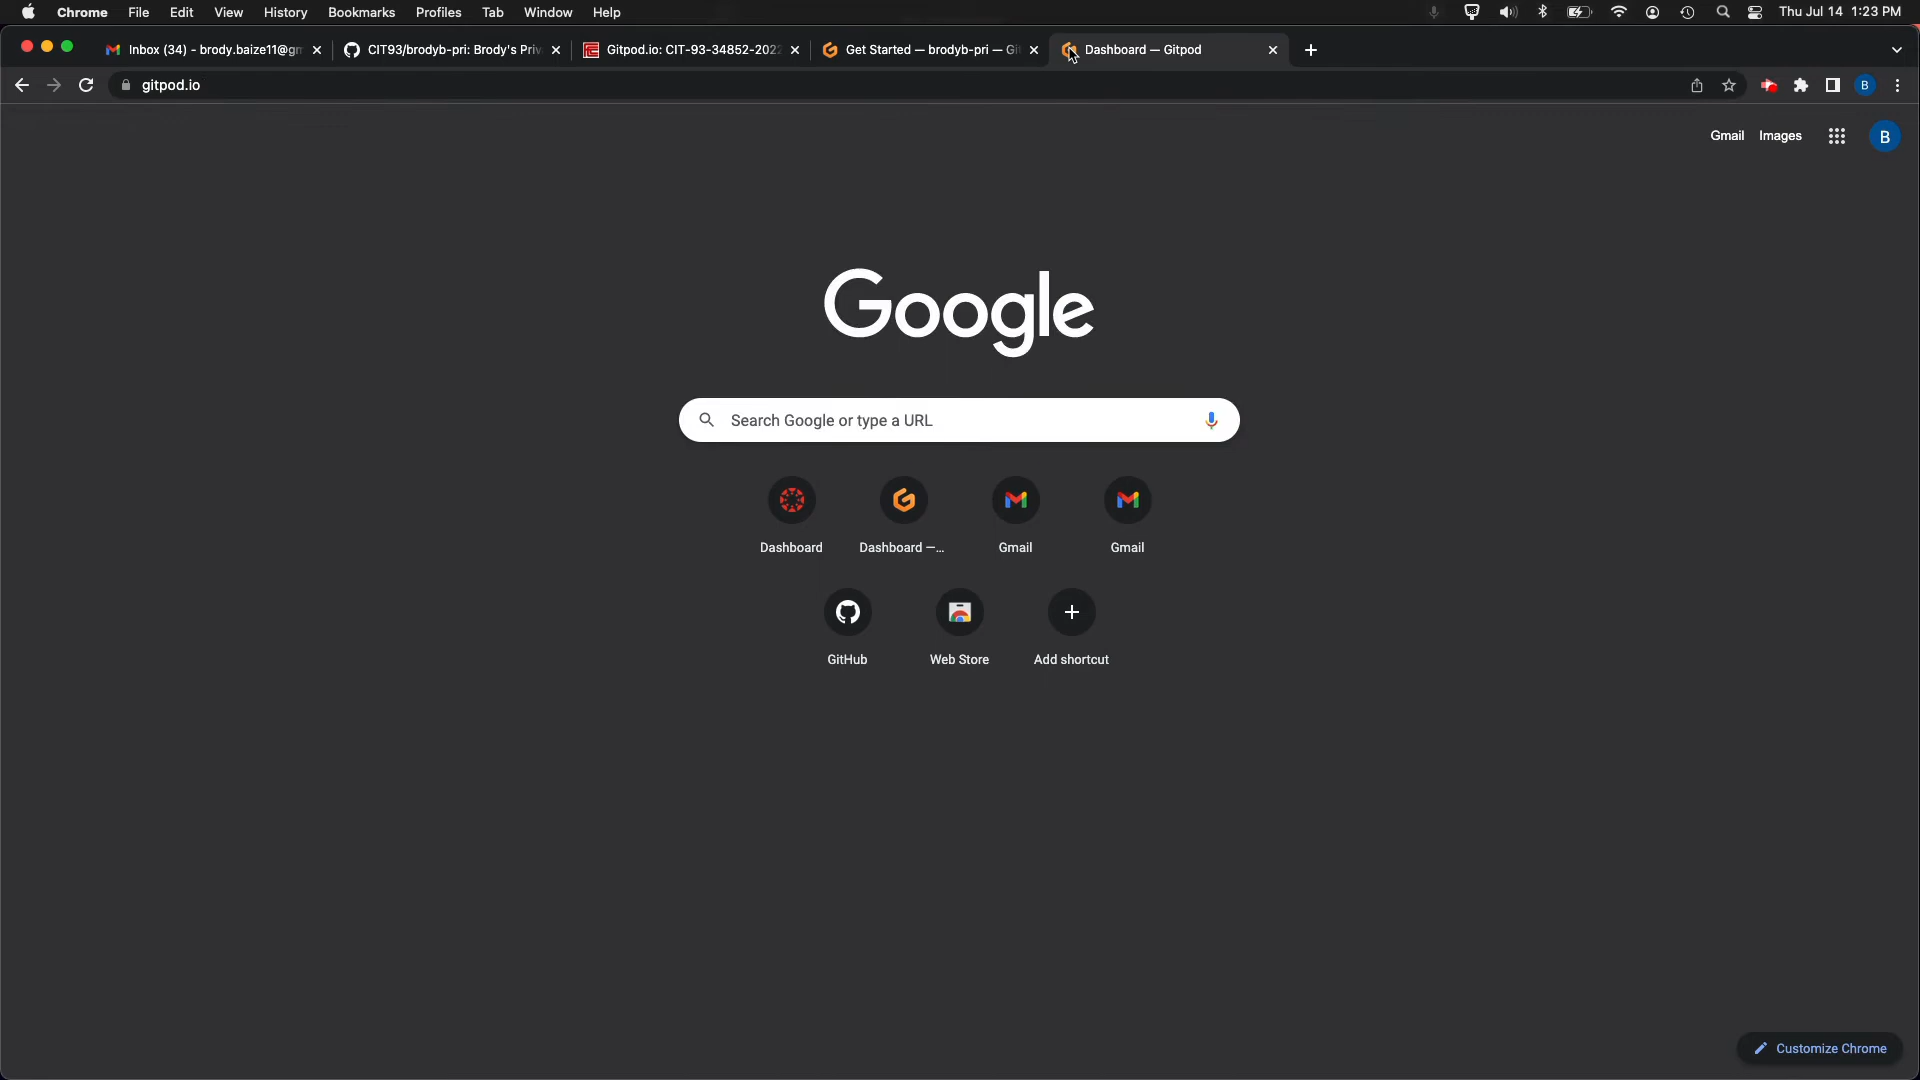 Chrome File Edit View History Bookmarks Profiles Tab Window Help Thu Jul 14 1:23 PM
Inbox (34) - brody.baize11@gm CIT93/brodyb-pri: Brody's Priv Gitpod.io: CIT-93-34852-2022 Get Started — brodyb-pri — Git Dashboard — Gitpod
gitpod.io B
Gmail Images B
Google
Search Google or type a URL
Dashboard Dashboard —... Gmail Gmail
GitHub Web Store Add shortcut
Customize Chrome